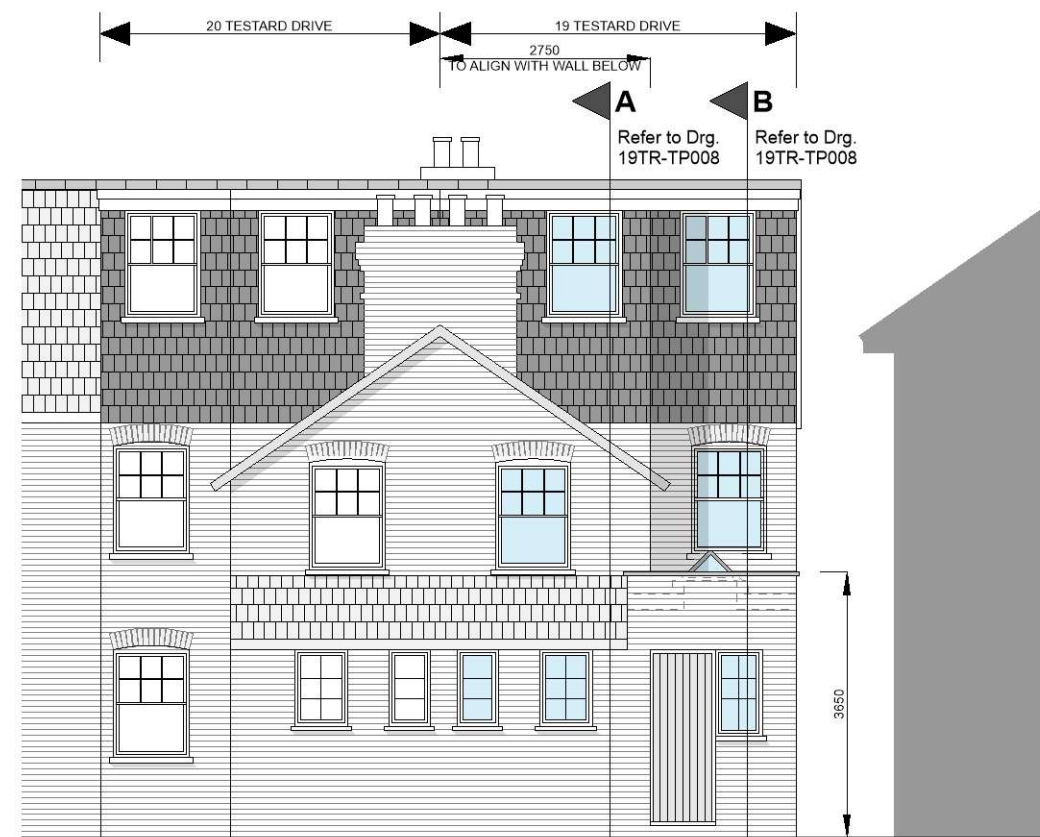 20 TESTARD DRIVE
19 TESTARD DRIVE
2750
TO ALIGN WITH WALL BELOW
A
B
Refer to Drg.
19TR-TP008
Refer to Drg.
19TR-TP008
3650